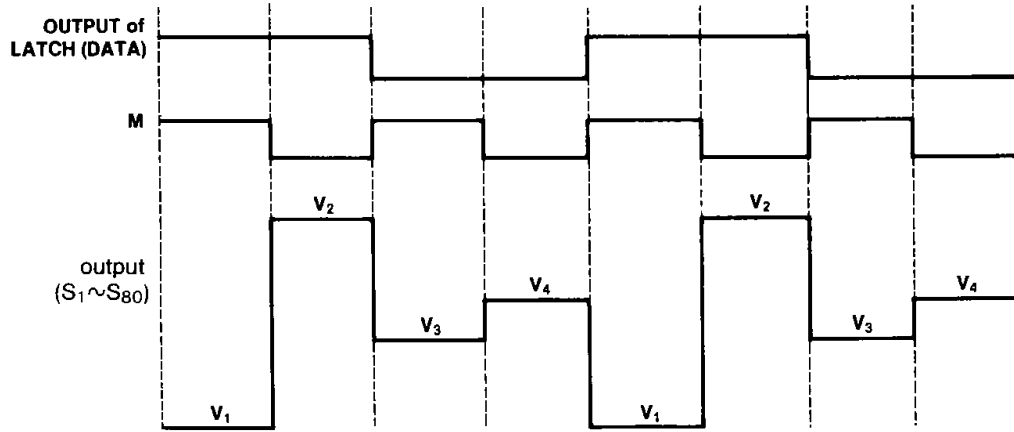 OUTPUT of
LATCH (DATA)
M
V₂ V₂
output
(S₁~S₈₀)
V₄ V₄
V₃ V₃
V₁ V₁